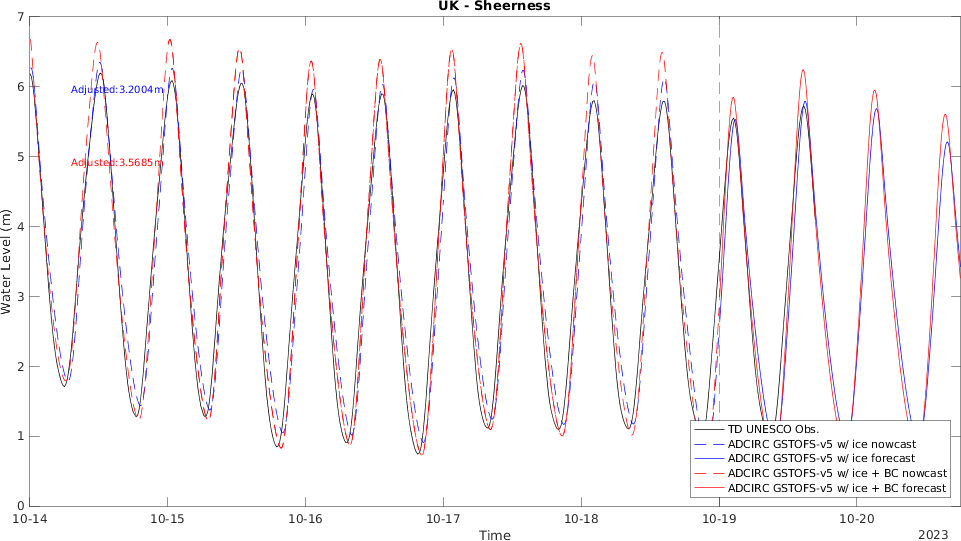 UK - Sheerness
7
6
5
4
3
2
1
0
Water Level (m)
Adjusted:3.2004m
Adjusted:3.5685m
TD UNESCO Obs.
ADCIRC GSTOFS-v5 w/ ice nowcast
ADCIRC GSTOFS-v5 w/ ice forecast
ADCIRC GSTOFS-v5 w/ ice + BC nowcast
ADCIRC GSTOFS-v5 w/ ice + BC forecast
10-14 10-15 10-16 10-17 10-18 10-19 10-20
Time
2023